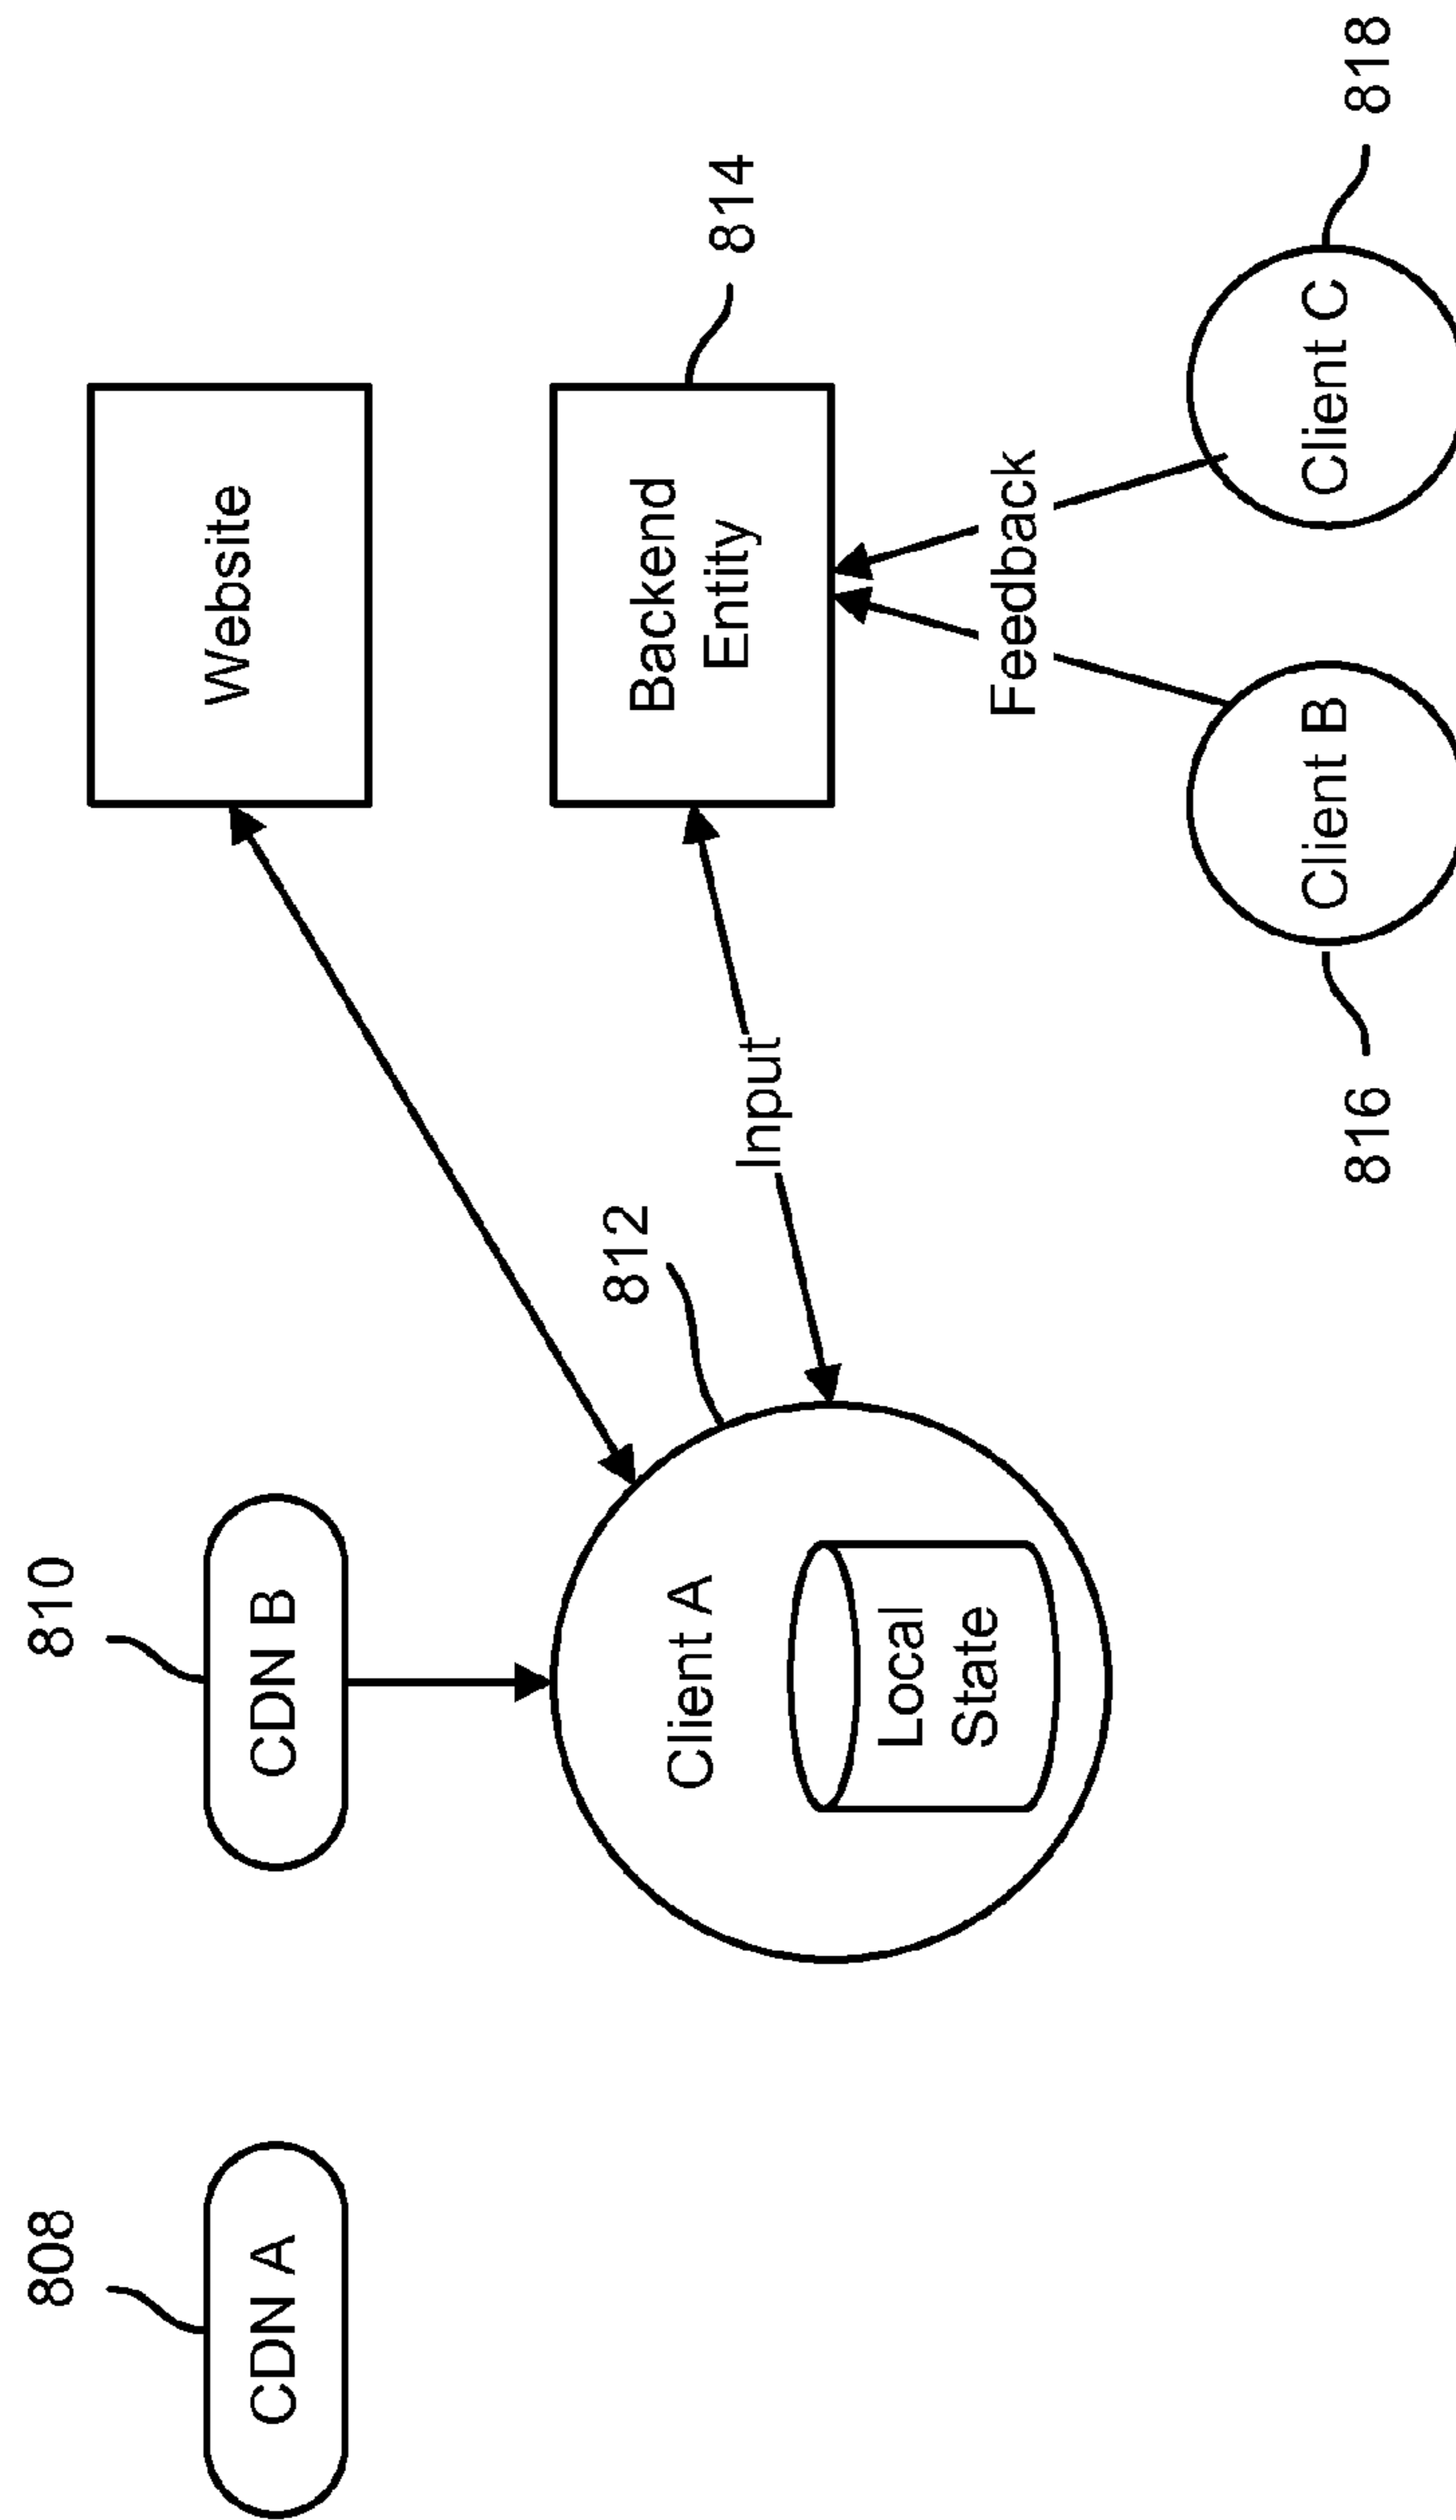 808
810
CDN A
CDN B
Website
812
814
Client A
Local
State
Input
Backend
Entity
Feedback
816
Client B
Client C
818